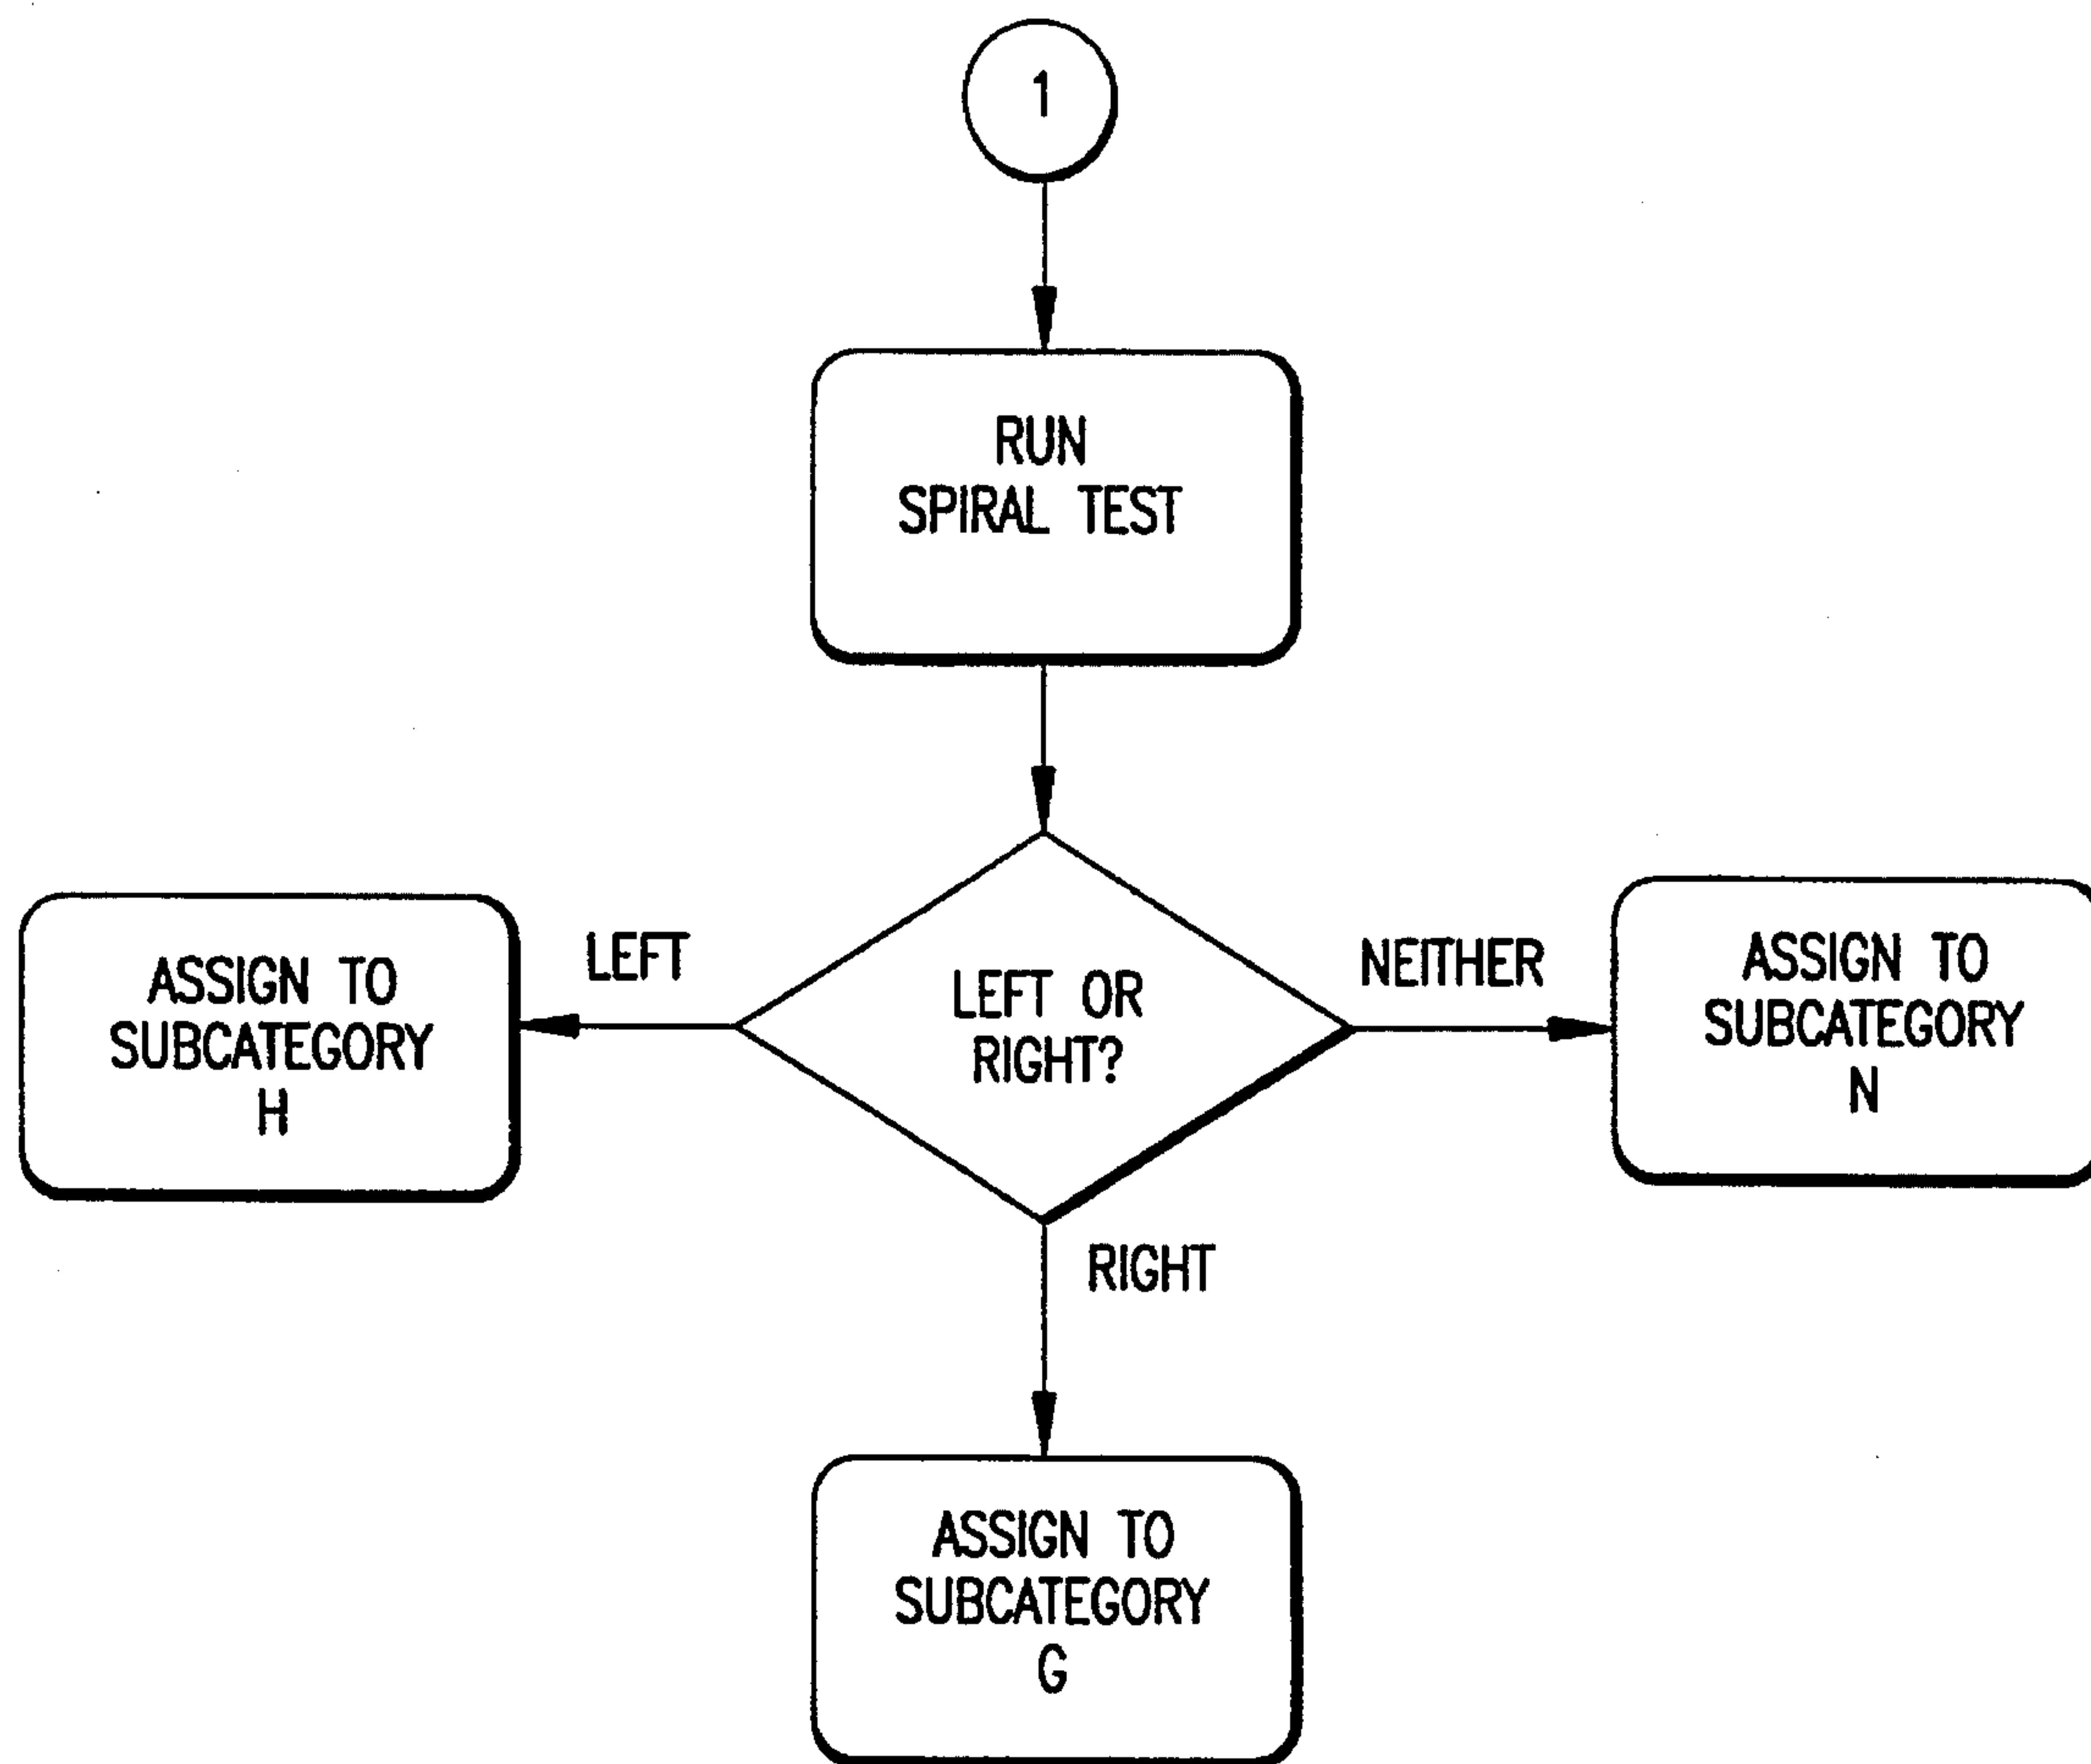 1
RUN
SPIRAL TEST
LEFT
NEITHER
LEFT OR
RIGHT?
ASSIGN TO
SUBCATEGORY
H
ASSIGN TO
SUBCATEGORY
N
RIGHT
ASSIGN TO
SUBCATEGORY
G